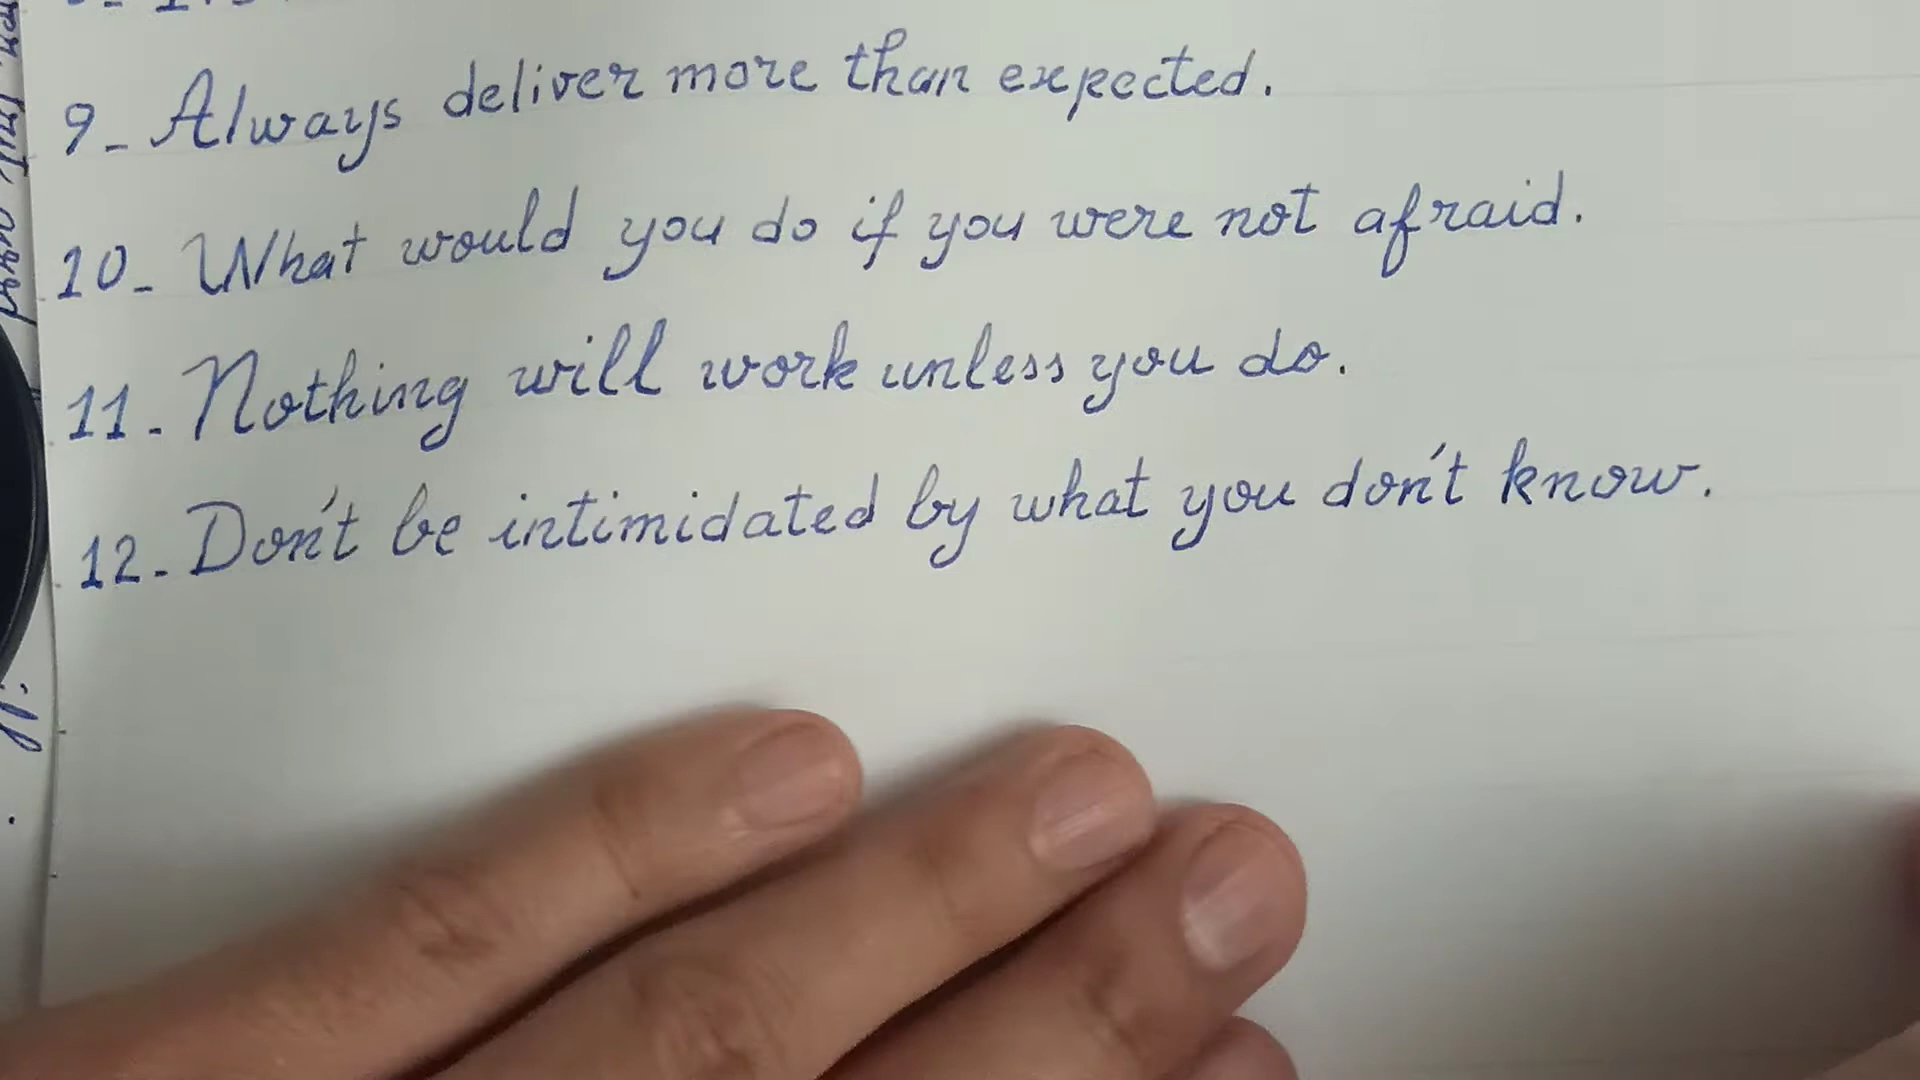 9- Always deliver more than expected.
10- What would you do if you were not afraid.
11- Nothing will work unless you do.
12- Don't be intimidated by what you don't know.